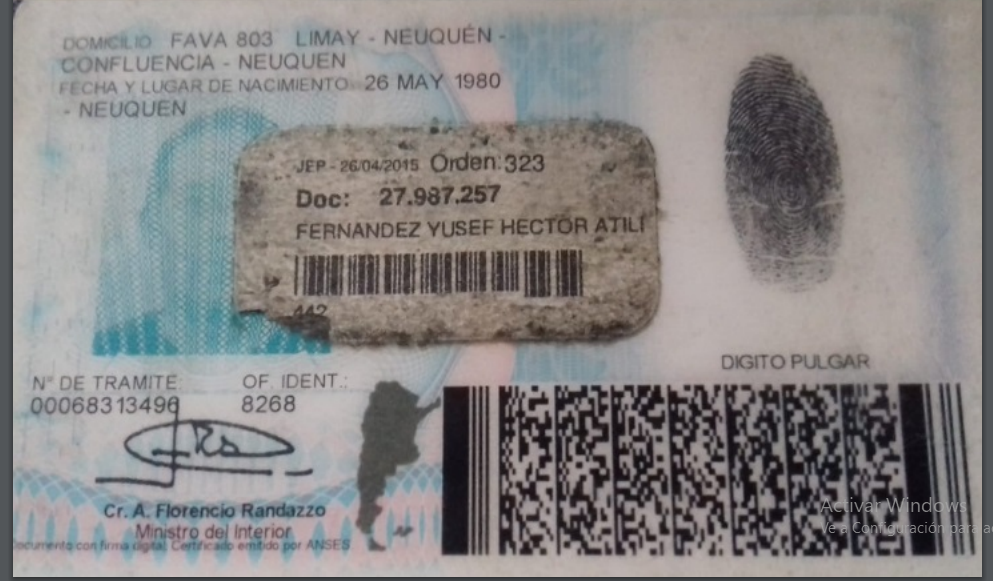 DOMICILIO FAVA 803 LIMAY - NEUQUÉN -
CONFLUENCIA - NEUQUEN
FECHA Y LUGAR DE NACIMIENTO: 26 MAY 1980
- NEUQUEN
JEP - 26/04/2015 Orden: 323
Doc: 27.987.257
FERNANDEZ YUSEF HECTOR ATILI
442
DIGITO PULGAR
N° DE TRAMITE:
00068313496
OF. IDENT.:
8268
Cr. A. Florencio Randazzo
Ministro del Interior
Documento con firma digital. Certificado emitido por ANSES
Activar Windows
Ve a Configuración para a